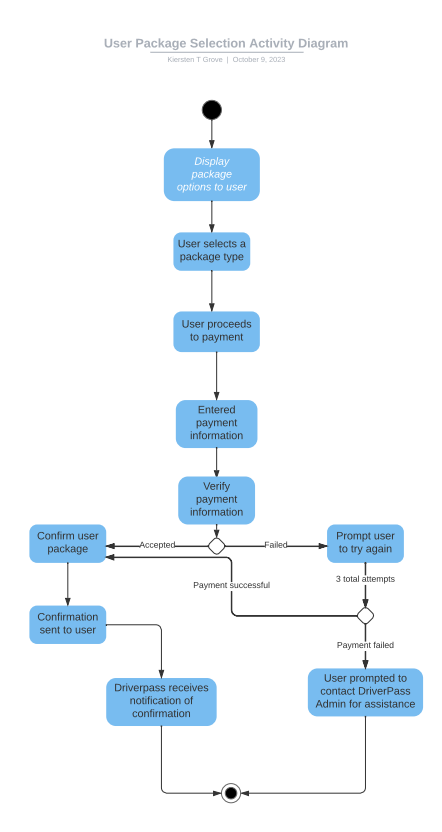 User Package Selection Activity Diagram
Kiersten T Grove | October 9, 2023
Display
package
options to user
User selects a
package type
User proceeds
to payment
Entered
payment
information
Verify
payment
information
Confirm user
package
Accepted
Failed
Prompt user
to try again
3 total attempts
Payment successful
Confirmation
sent to user
Payment failed
Driverpass receives
notification of
confirmation
User prompted to
contact DriverPass
Admin for assistance